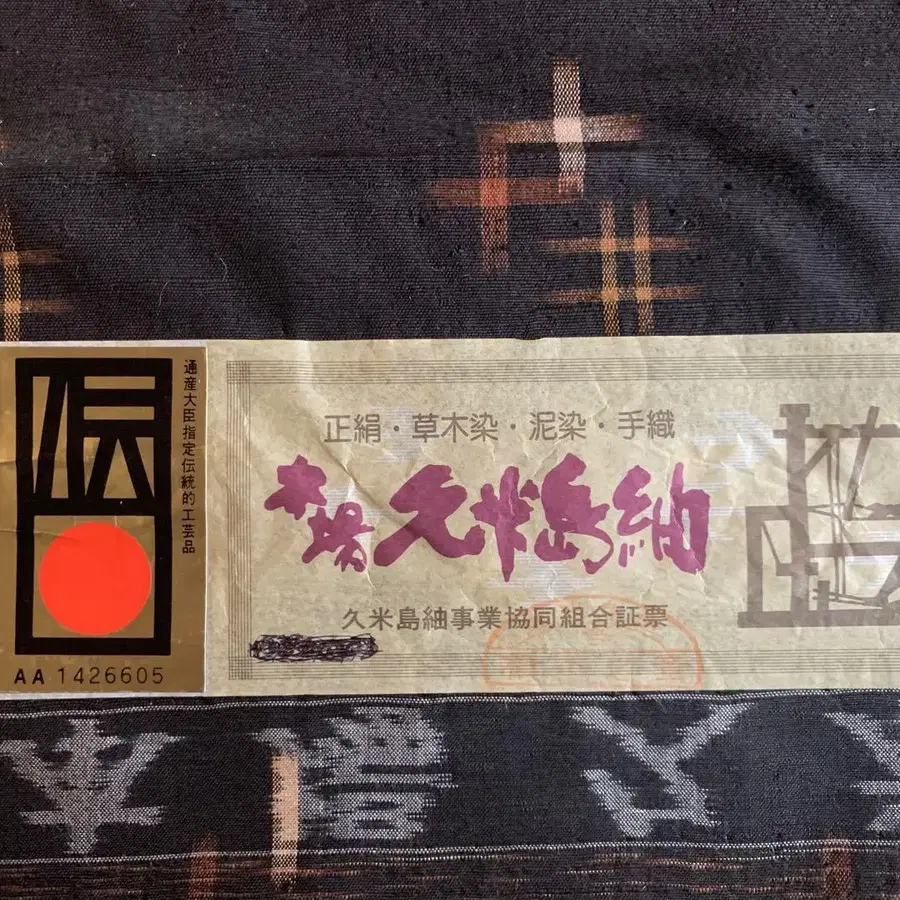 伝
通産大臣指定伝統的工芸品
AA 1426605
正絹・草木染・泥染・手織
本場久米島紬
久米島紬事業協同組合証票
本場